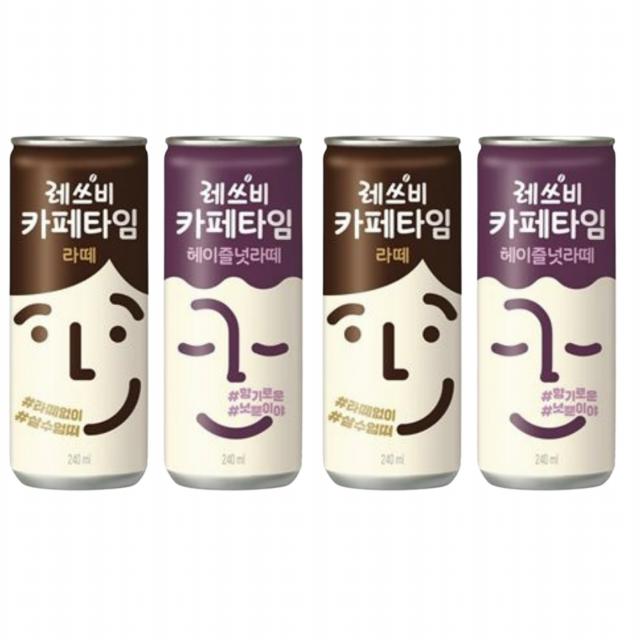 레쓰비
카페타임
라떼
#라떼없이
#살수없떠
240 ml
레쓰비
카페타임
헤이즐넛라떼
#향기로운
#넛뿐이야
240 ml
레쓰비
카페타임
라떼
#라떼없이
#살수없떠
240 ml
레쓰비
카페타임
헤이즐넛라떼
#향기로운
#넛뿐이야
240 ml